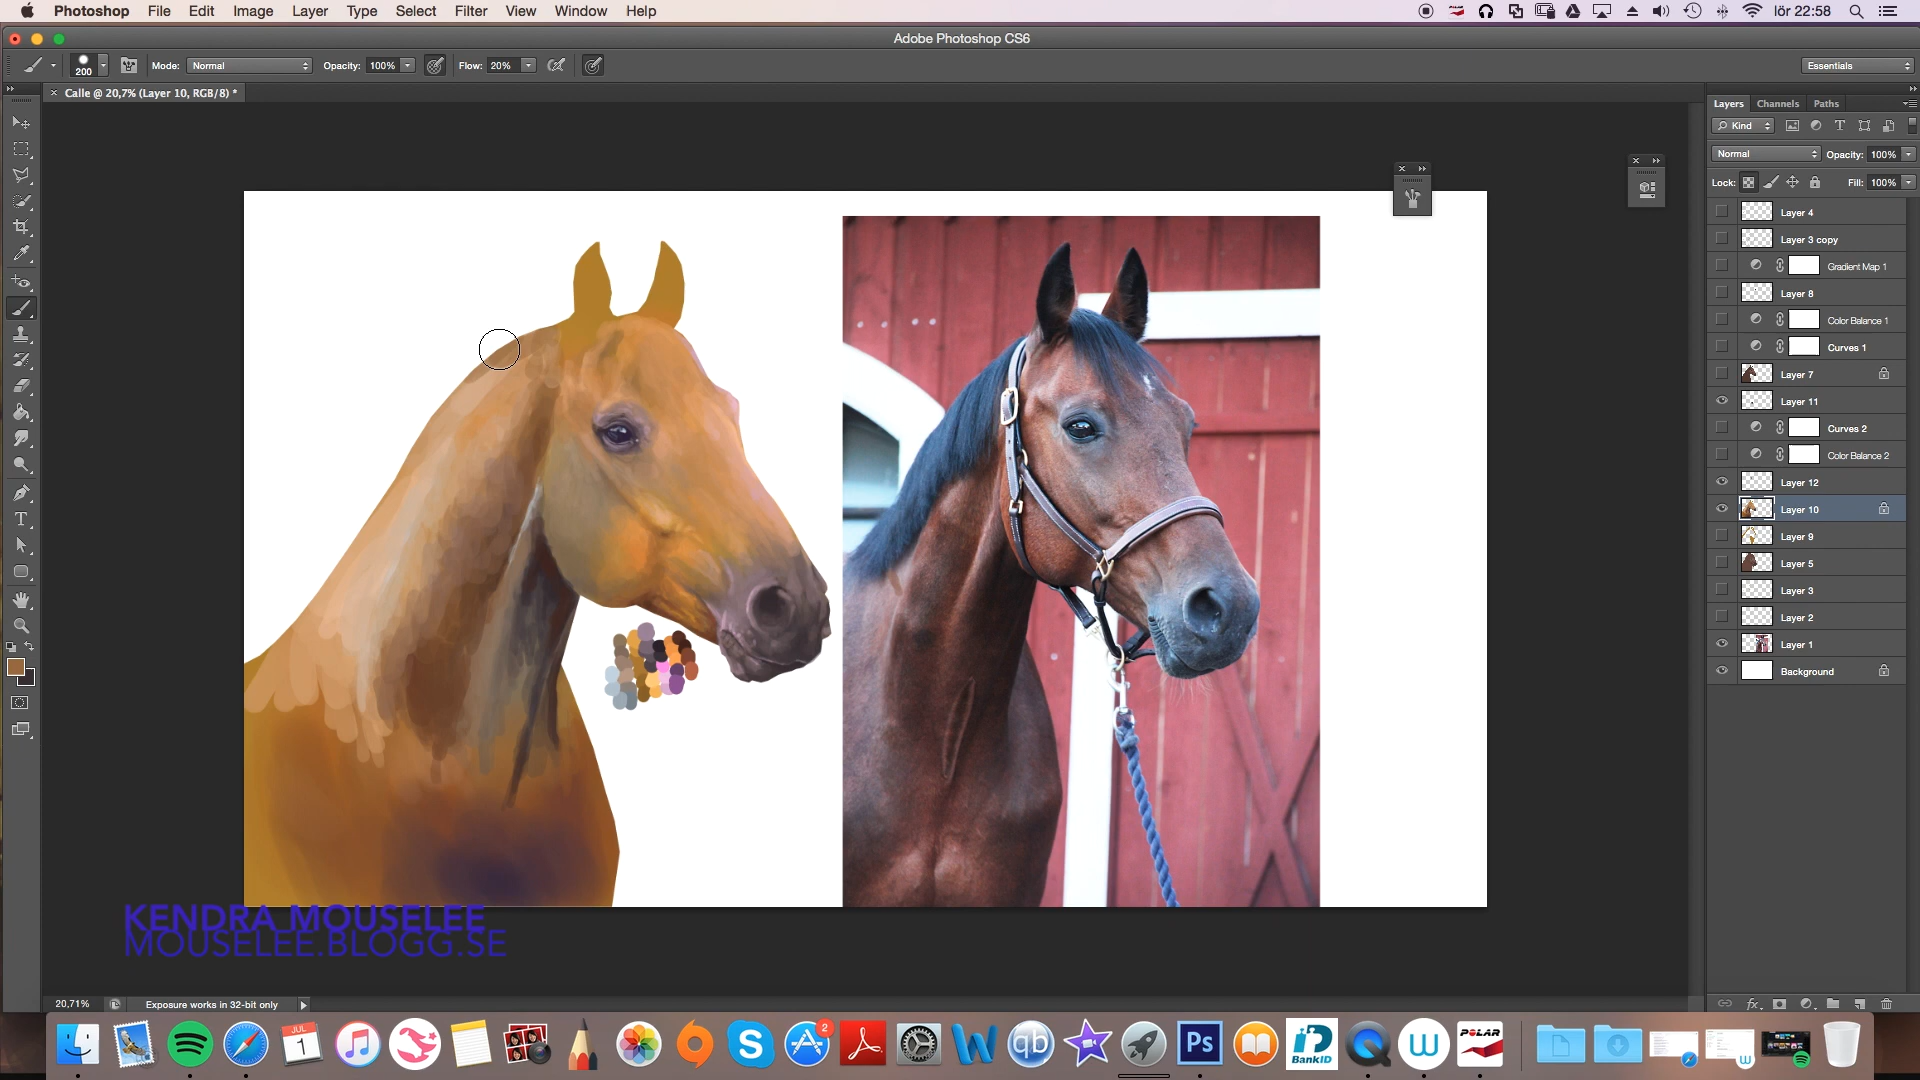 Photoshop File Edit Image Layer Type Select Filter View Window Help lör 22:58
Adobe Photoshop CS6
200 Mode: Normal Opacity: 100% Flow: 20% Essentials
× Calle @ 20,7% (Layer 10, RGB/8) *
Layers Channels Paths
Kind
Normal Opacity: 100%
Lock: Fill: 100%
Layer 4
Layer 3 copy
Gradient Map 1
Layer 8
Color Balance 1
Curves 1
Layer 7
Layer 11
Curves 2
Color Balance 2
Layer 12
Layer 10
Layer 9
Layer 5
Layer 3
Layer 2
Layer 1
Background
KENDRA MOUSELEE
MOUSELEE.BLOGG.SE
20,71% Exposure works in 32-bit only
JUL
1
2
qb
Ps
BankID
POLAR